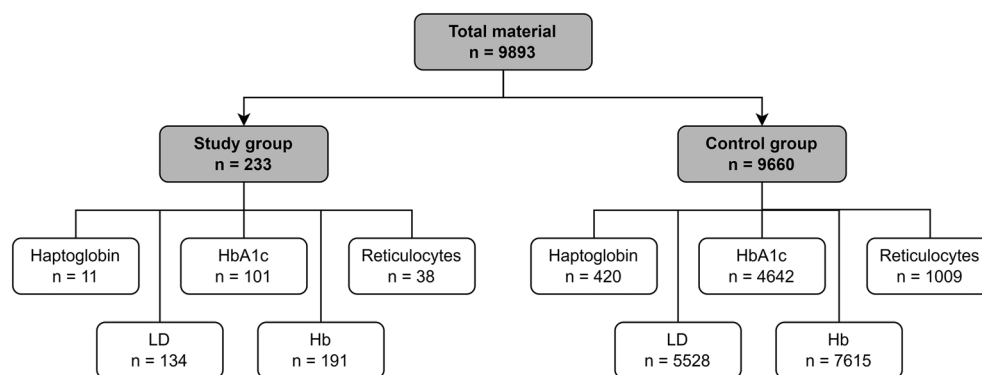 Total material
n = 9893
Study group
n = 233
Control group
n = 9660
Haptoglobin
n = 11
HbA1c
n = 101
Reticulocytes
n = 38
Haptoglobin
n = 420
HbA1c
n = 4642
Reticulocytes
n = 1009
LD
n = 134
Hb
n = 191
LD
n = 5528
Hb
n = 7615